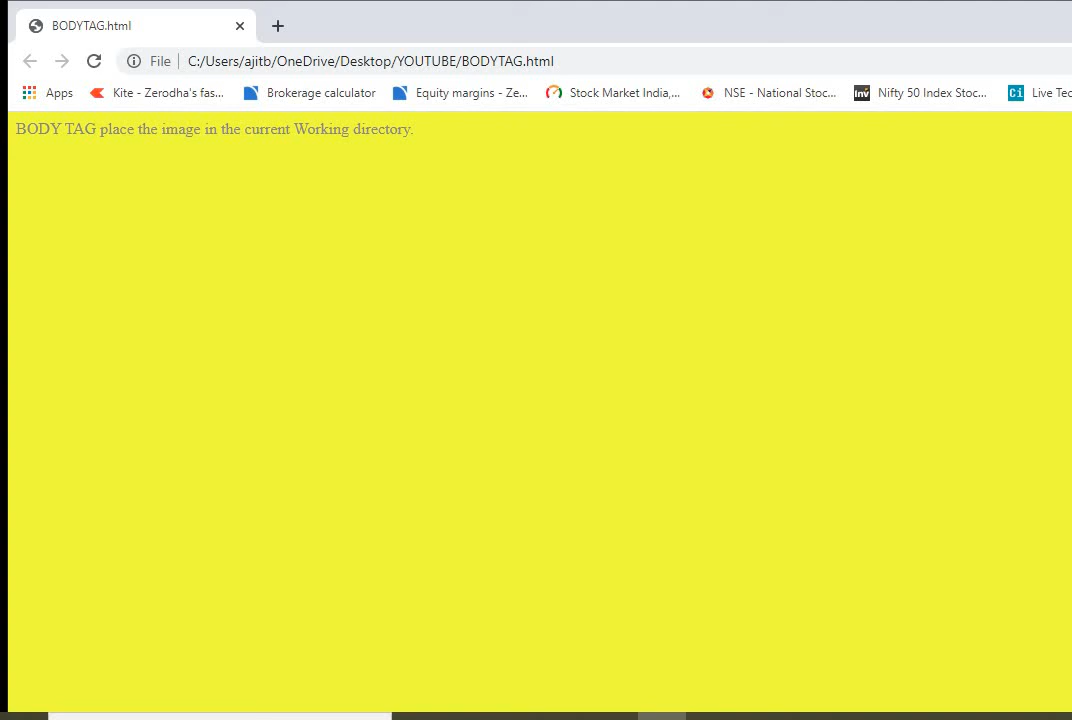 BODYTAG.html
File C:/Users/ajitb/OneDrive/Desktop/YOUTUBE/BODYTAG.html
Apps Kite - Zerodha's fas... Brokerage calculator Equity margins - Ze... Stock Market India,... NSE - National Stoc... Inv Nifty 50 Index Stoc... Ci Live Tec
BODY TAG place the image in the current Working directory.